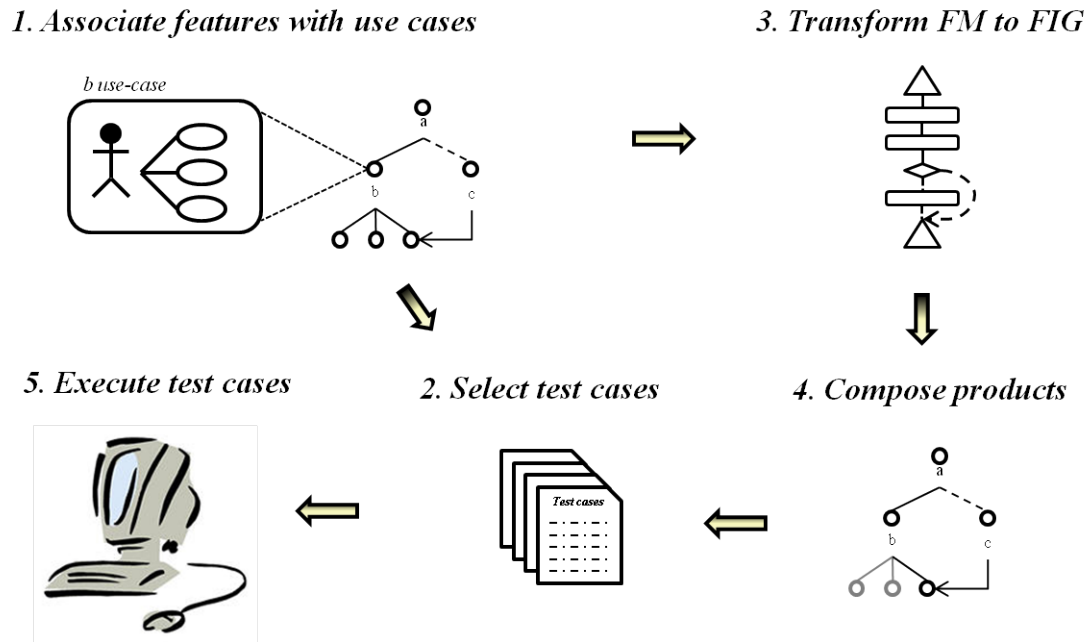 1. Associate features with use cases
3. Transform FM to FIG
b use-case
a
b
c
5. Execute test cases
2. Select test cases
4. Compose products
Test cases
a
b
c